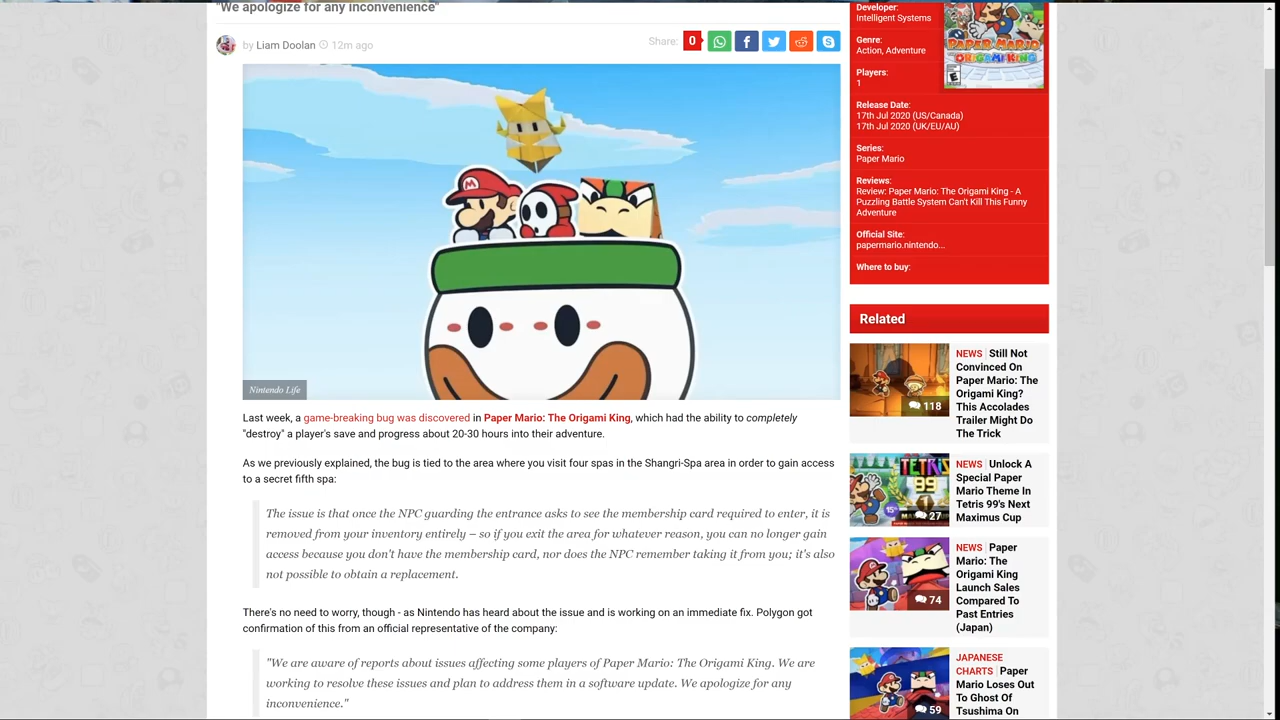 "We apologize for any inconvenience"
by Liam Doolan 12m ago
Share: 0
Nintendo Life
Last week, a game-breaking bug was discovered in Paper Mario: The Origami King, which had the ability to completely
"destroy" a player's save and progress about 20-30 hours into their adventure.
As we previously explained, the bug is tied to the area where you visit four spas in the Shangri-Spa area in order to gain access
to a secret fifth spa:
The issue is that once the NPC guarding the entrance asks to see the membership card required to enter, it is
removed from your inventory entirely – so if you exit the area for whatever reason, you can no longer gain
access because you don't have the membership card, nor does the NPC remember taking it from you; it's also
not possible to obtain a replacement.
There's no need to worry, though - as Nintendo has heard about the issue and is working on an immediate fix. Polygon got
confirmation of this from an official representative of the company:
"We are aware of reports about issues affecting some players of Paper Mario: The Origami King. We are
working to resolve these issues and plan to address them in a software update. We apologize for any
inconvenience."
Developer:
Intelligent Systems
Genre:
Action, Adventure
Players:
1
PAPER MARIO
ORIGAMI KING
E
Release Date:
17th Jul 2020 (US/Canada)
17th Jul 2020 (UK/EU/AU)
Series:
Paper Mario
Reviews:
Review: Paper Mario: The Origami King - A
Puzzling Battle System Can't Kill This Funny
Adventure
Official Site:
papermario.nintendo...
Where to buy:
Related
118
NEWS Still Not
Convinced On
Paper Mario: The
Origami King?
This Accolades
Trailer Might Do
The Trick
TETRIS
99
27
NEWS Unlock A
Special Paper
Mario Theme In
Tetris 99's Next
Maximus Cup
74
NEWS Paper
Mario: The
Origami King
Launch Sales
Compared To
Past Entries
(Japan)
59
JAPANESE
CHARTS Paper
Mario Loses Out
To Ghost Of
Tsushima On